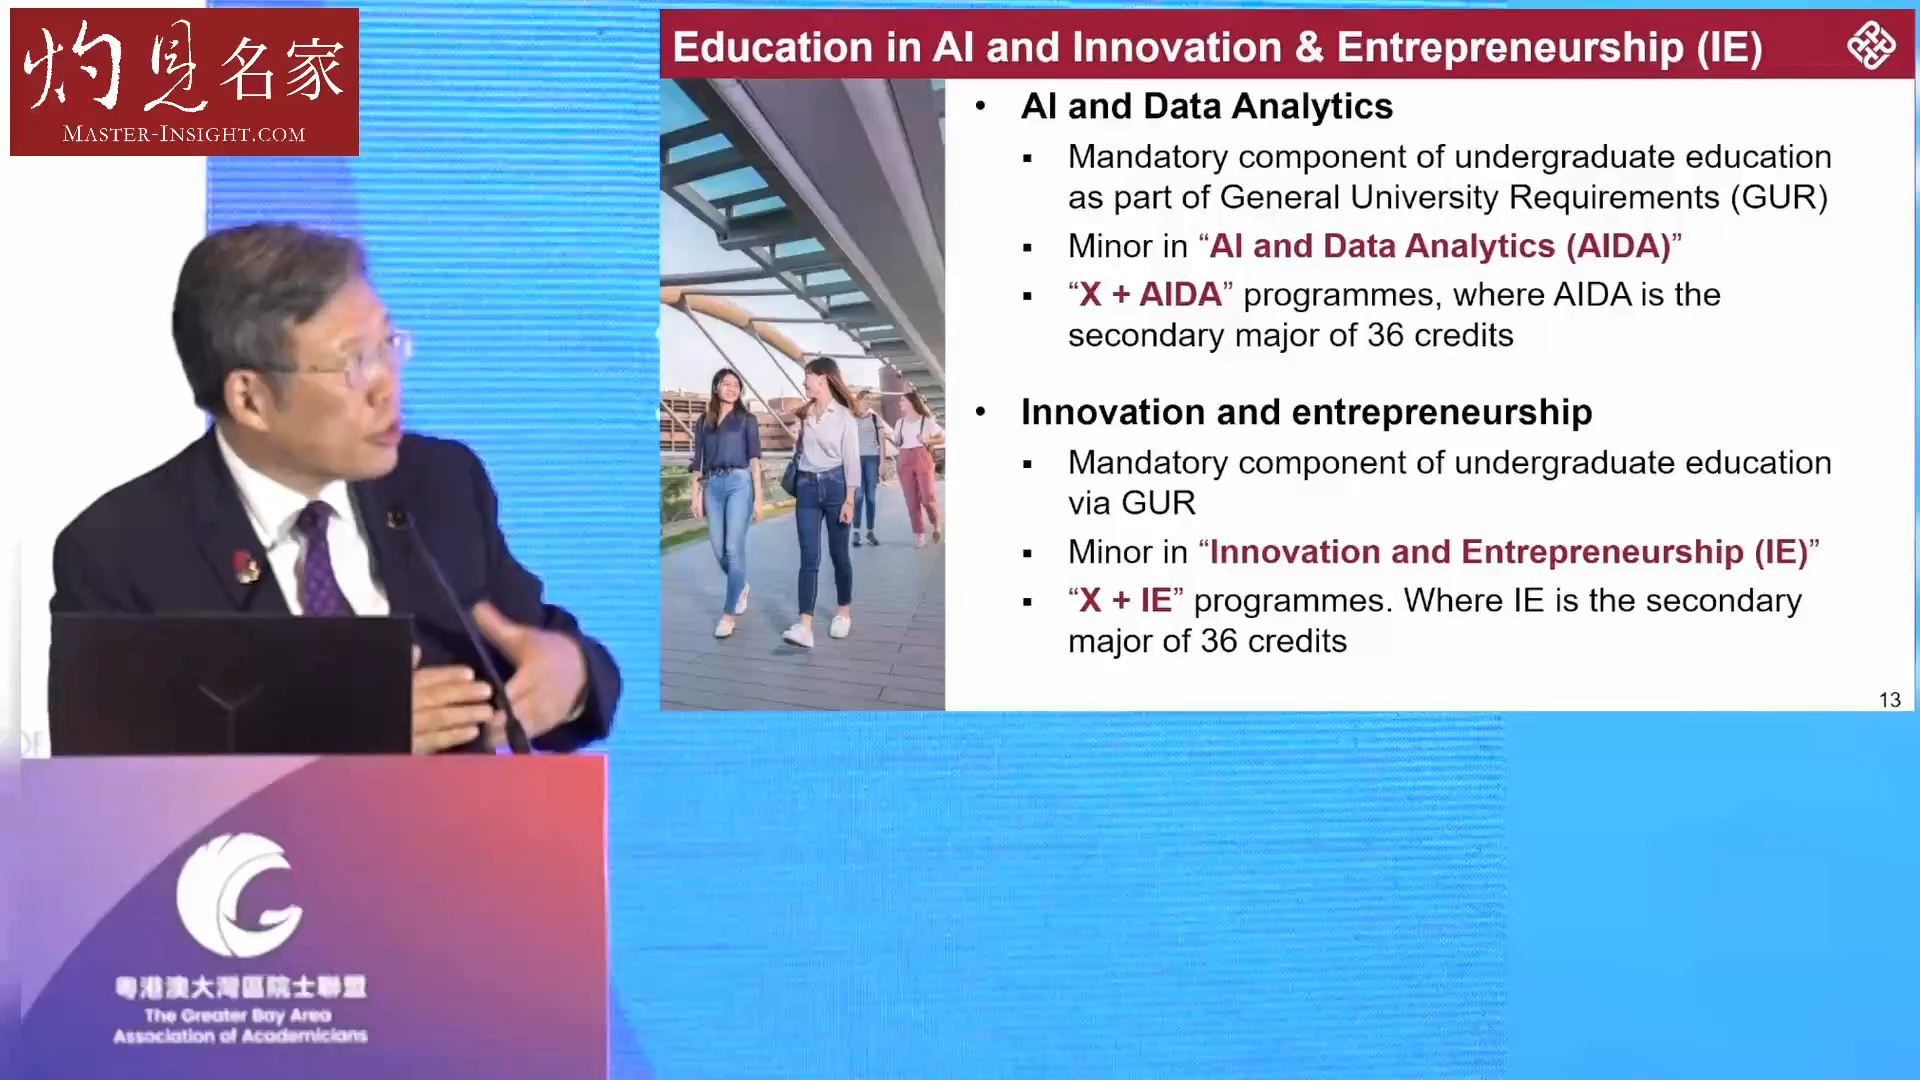 灼見名家
MASTER-INSIGHT.COM
Education in AI and Innovation & Entrepreneurship (IE)
• AI and Data Analytics
▪ Mandatory component of undergraduate education
as part of General University Requirements (GUR)
▪ Minor in “AI and Data Analytics (AIDA)”
▪ “X + AIDA” programmes, where AIDA is the
secondary major of 36 credits
• Innovation and entrepreneurship
▪ Mandatory component of undergraduate education
via GUR
▪ Minor in “Innovation and Entrepreneurship (IE)”
▪ “X + IE” programmes. Where IE is the secondary
major of 36 credits
13
粵港澳大灣區院士聯盟
The Greater Bay Area
Association of Academicians